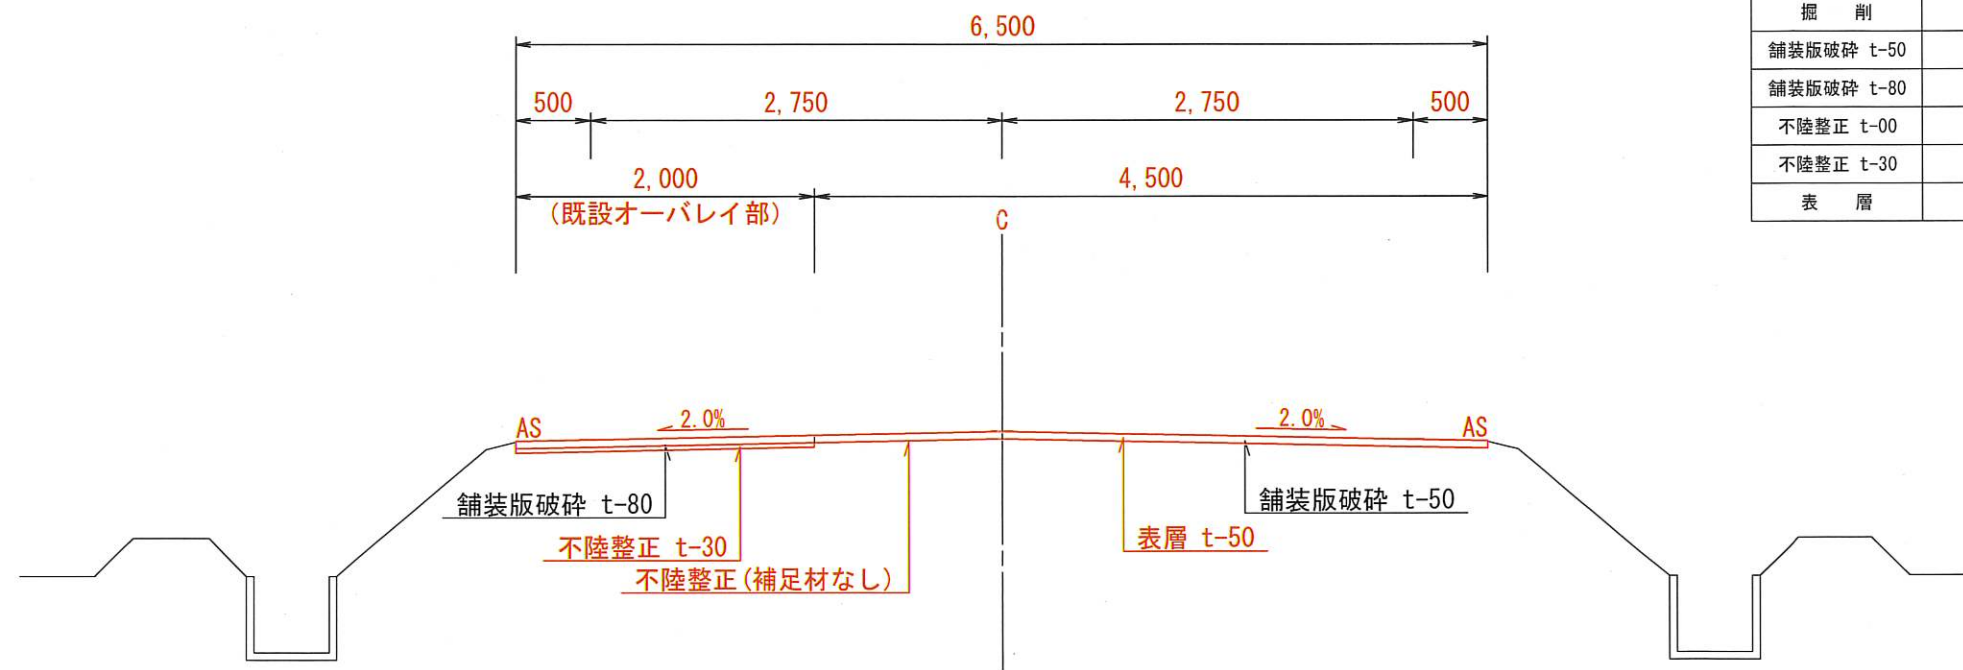 6,500
500 2,750 2,750 500
2,000 4,500
(既設オーバレイ部)
C
掘 削
舗装版破砕 t-50
舗装版破砕 t-80
不陸整正 t-00
不陸整正 t-30
表 層
AS 2.0% 2.0% AS
舗装版破砕 t-80
舗装版破砕 t-50
不陸整正 t-30
表層 t-50
不陸整正(補足材なし)